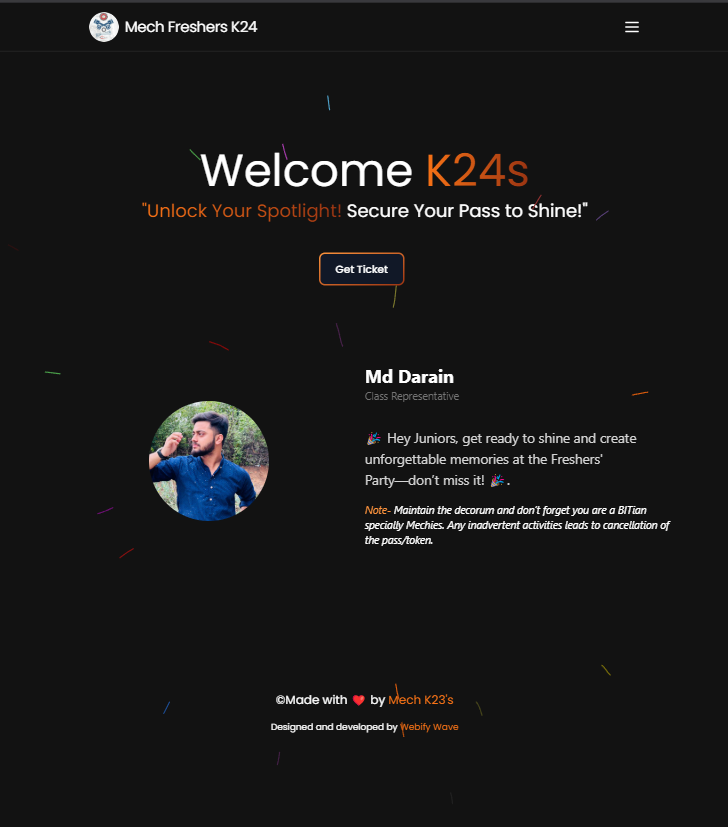 Mech Freshers K24
Welcome K24s
"Unlock Your Spotlight! Secure Your Pass to Shine!"
Get Ticket
Md Darain
Class Representative
🎉 Hey Juniors, get ready to shine and create
unforgettable memories at the Freshers'
Party—don't miss it! 🎉.
Note- Maintain the decorum and don't forget you are a BITian
specially Mechies. Any inadvertent activities leads to cancellation of
the pass/token.
©Made with ❤️ by Mech K23's
Designed and developed by Webify Wave